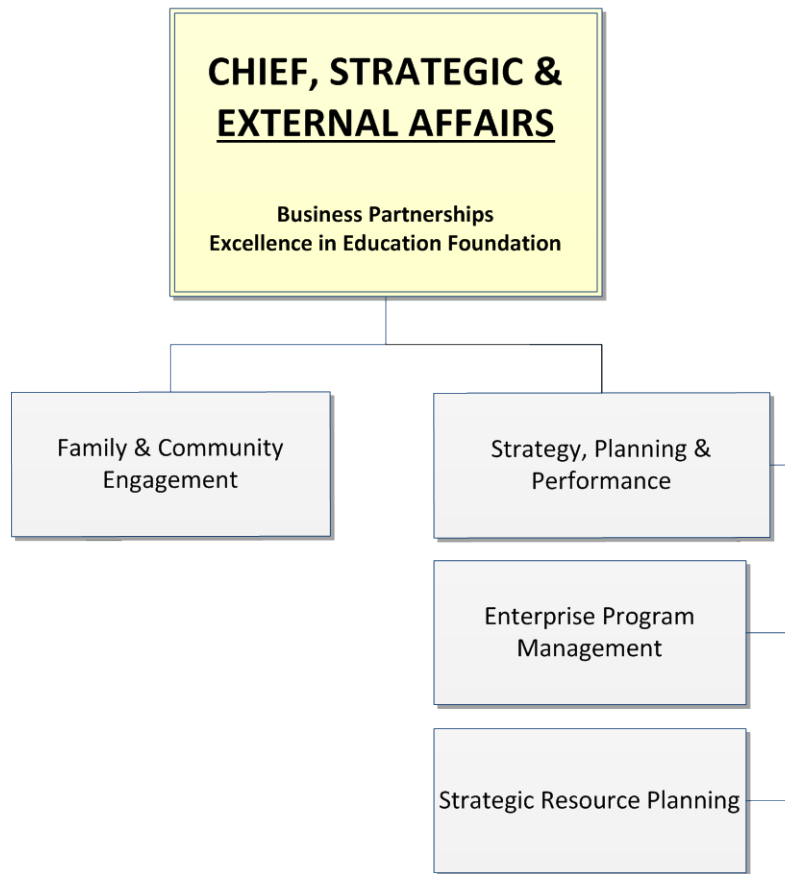 CHIEF, STRATEGIC &
EXTERNAL AFFAIRS
Business Partnerships
Excellence in Education Foundation
Family & Community
Engagement
Strategy, Planning &
Performance
Enterprise Program
Management
Strategic Resource Planning